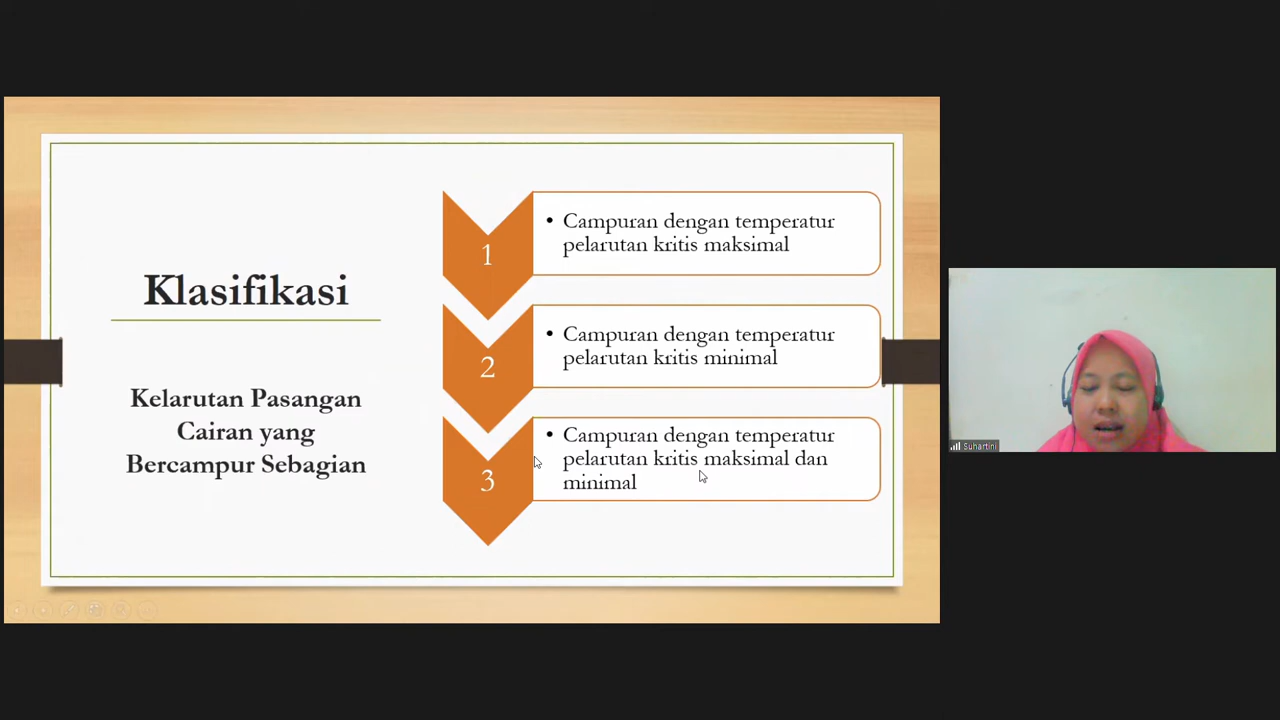 Klasifikasi
Kelarutan Pasangan
Cairan yang
Bercampur Sebagian
1
• Campuran dengan temperatur
pelarutan kritis maksimal
2
• Campuran dengan temperatur
pelarutan kritis minimal
3
• Campuran dengan temperatur
pelarutan kritis maksimal dan
minimal
Suhartini